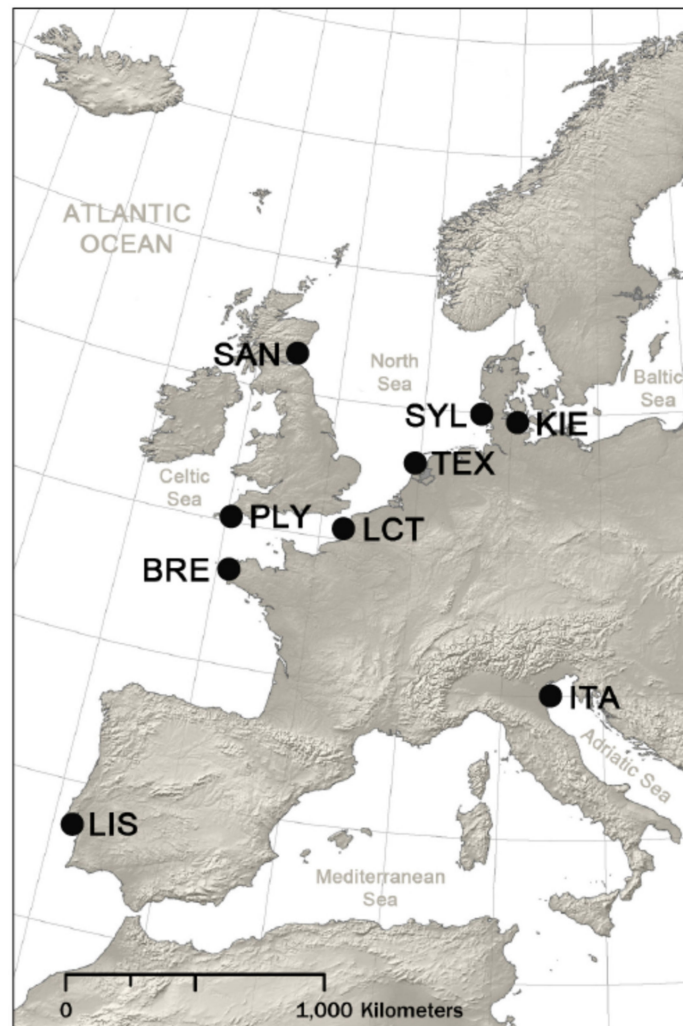 ATLANTIC
OCEAN
SAN
North
Sea
Baltic
Sea
SYL
KIE
TEX
Celtic
Sea
PLY
LCT
BRE
ITA
Adriatic Sea
LIS
Mediterranean
Sea
0
1,000 Kilometers